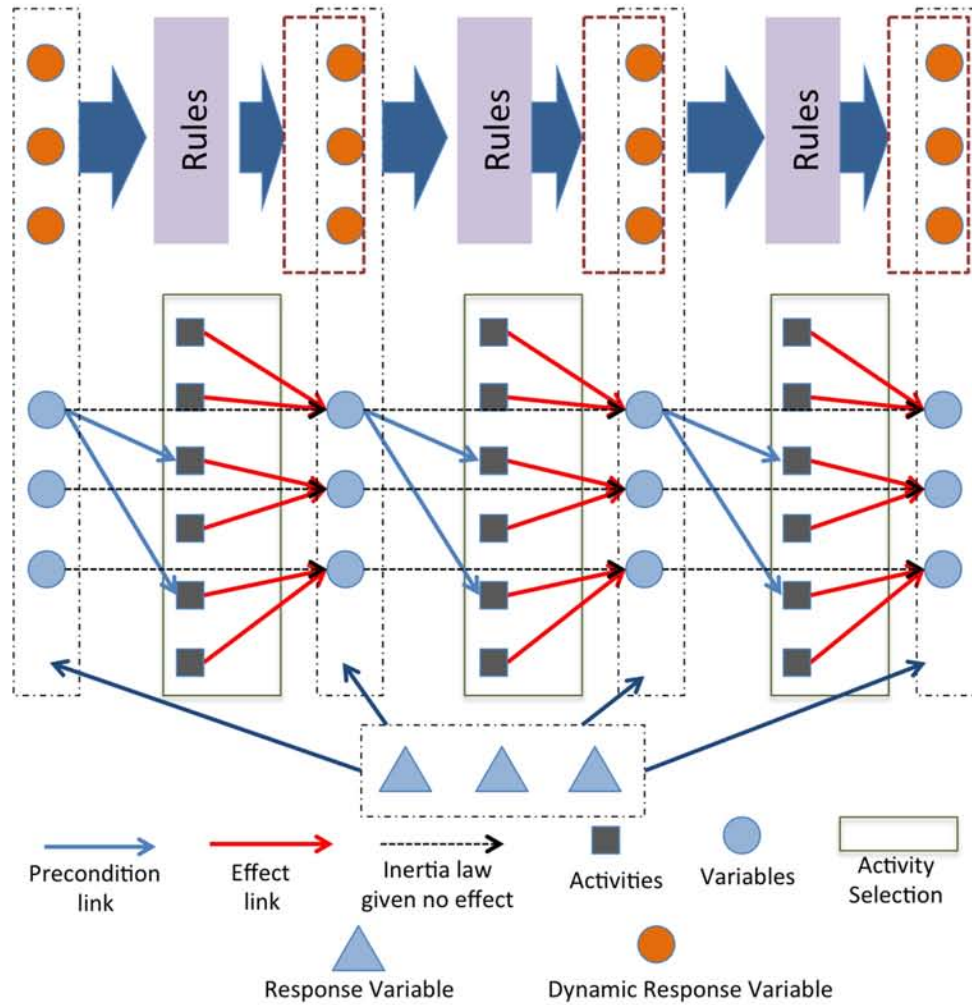 Rules
Rules
Rules
Precondition
link
Effect
link
Inertia law
given no effect
Activities
Variables
Activity
Selection
Response Variable
Dynamic Response Variable